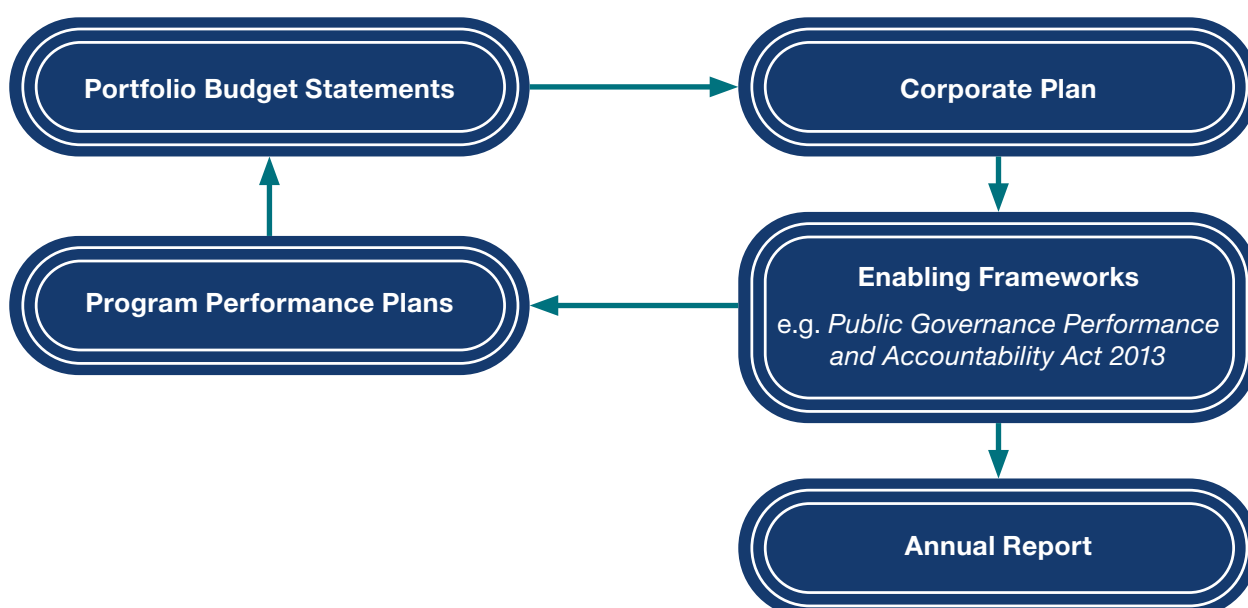 Portfolio Budget Statements
Corporate Plan
Program Performance Plans
Enabling Frameworks
e.g. Public Governance Performance
and Accountability Act 2013
Annual Report